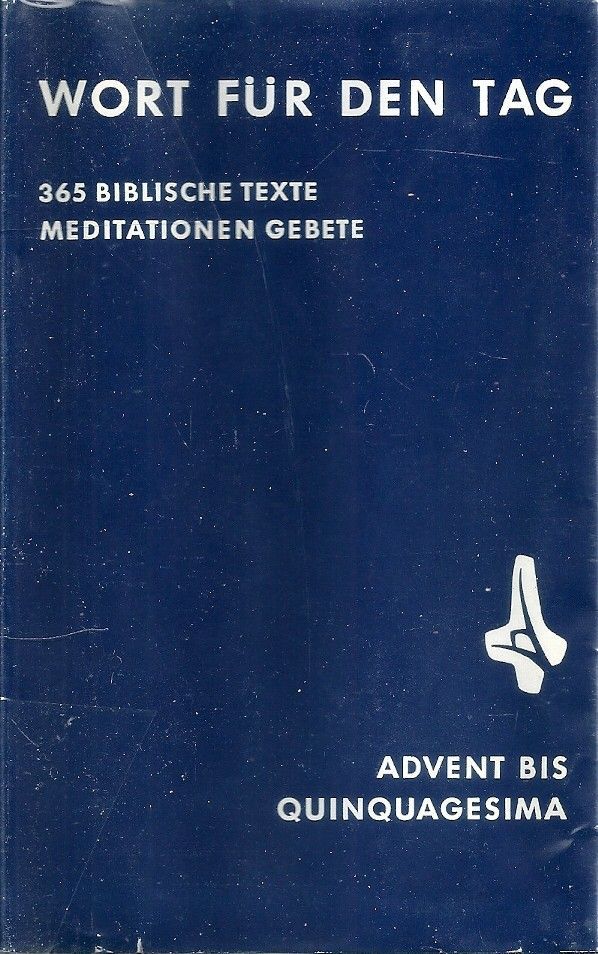 WORT FÜR DEN TAG
365 BIBLISCHE TEXTE
MEDITATIONEN GEBETE
ADVENT BIS
QUINQUAGESIMA